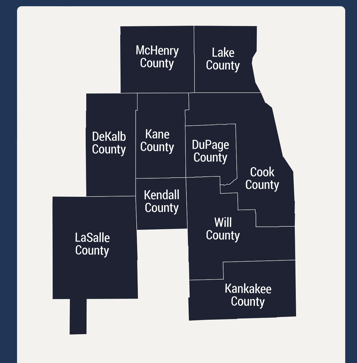 McHenry
County
Lake
County
DeKalb
County
Kane
County
DuPage
County
Cook
County
Kendall
County
LaSalle
County
Will
County
Kankakee
County